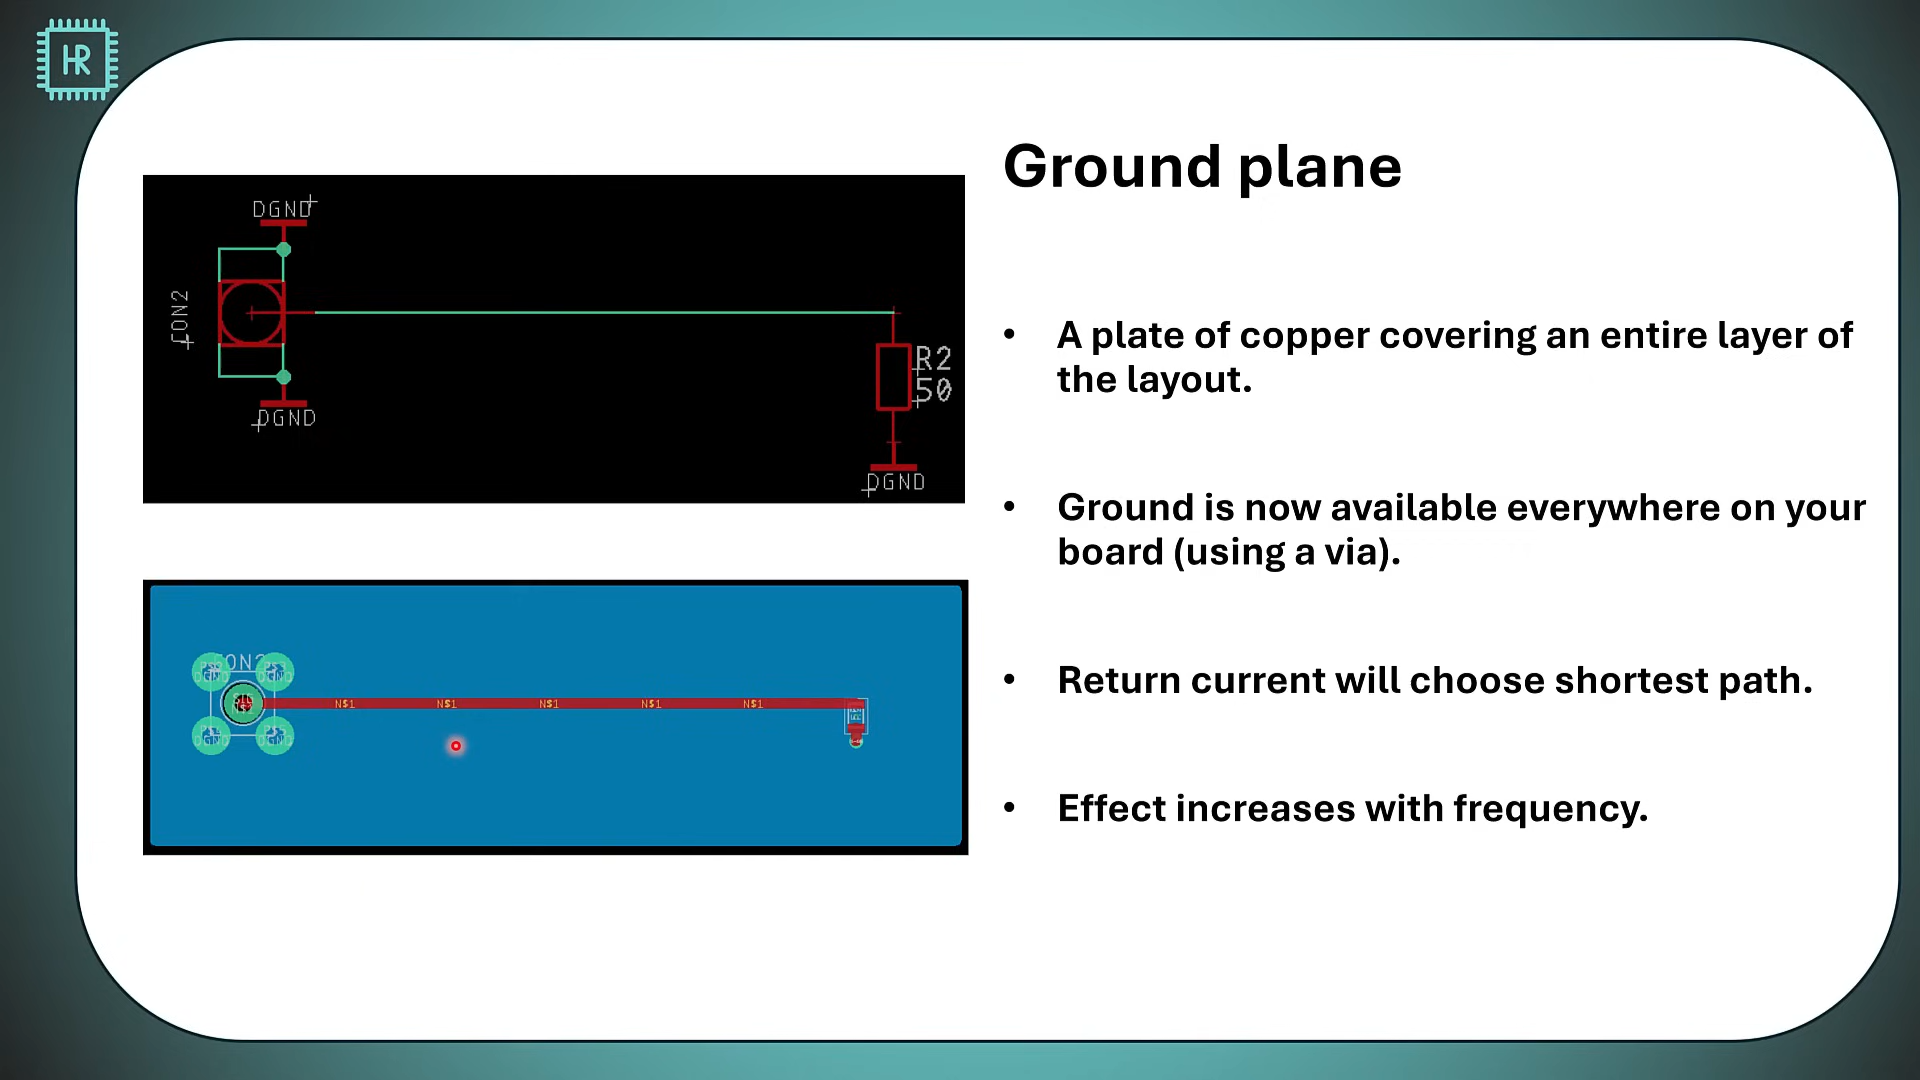 HR
Ground plane
DGND
CON2
R2
50
DGND
DGND
• A plate of copper covering an entire layer of
the layout.
• Ground is now available everywhere on your
board (using a via).
CON2
N$1 N$1 N$1 N$1 N$1
• Return current will choose shortest path.
• Effect increases with frequency.